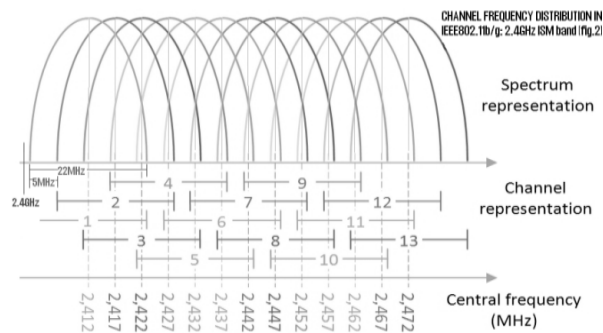 CHANNEL FREQUENCY DISTRIBUTION IN
IEEE802.11b/g: 2.4GHz ISM band (fig.2)
Spectrum
representation
22MHz
5MHz
2.4GHz
4
9
Channel
representation
2
7
12
1
6
11
3
8
13
5
10
2,412
2,417
2,422
2,427
2,432
2,437
2,442
2,447
2,452
2,457
2,462
2,467
2,472
Central frequency
(MHz)